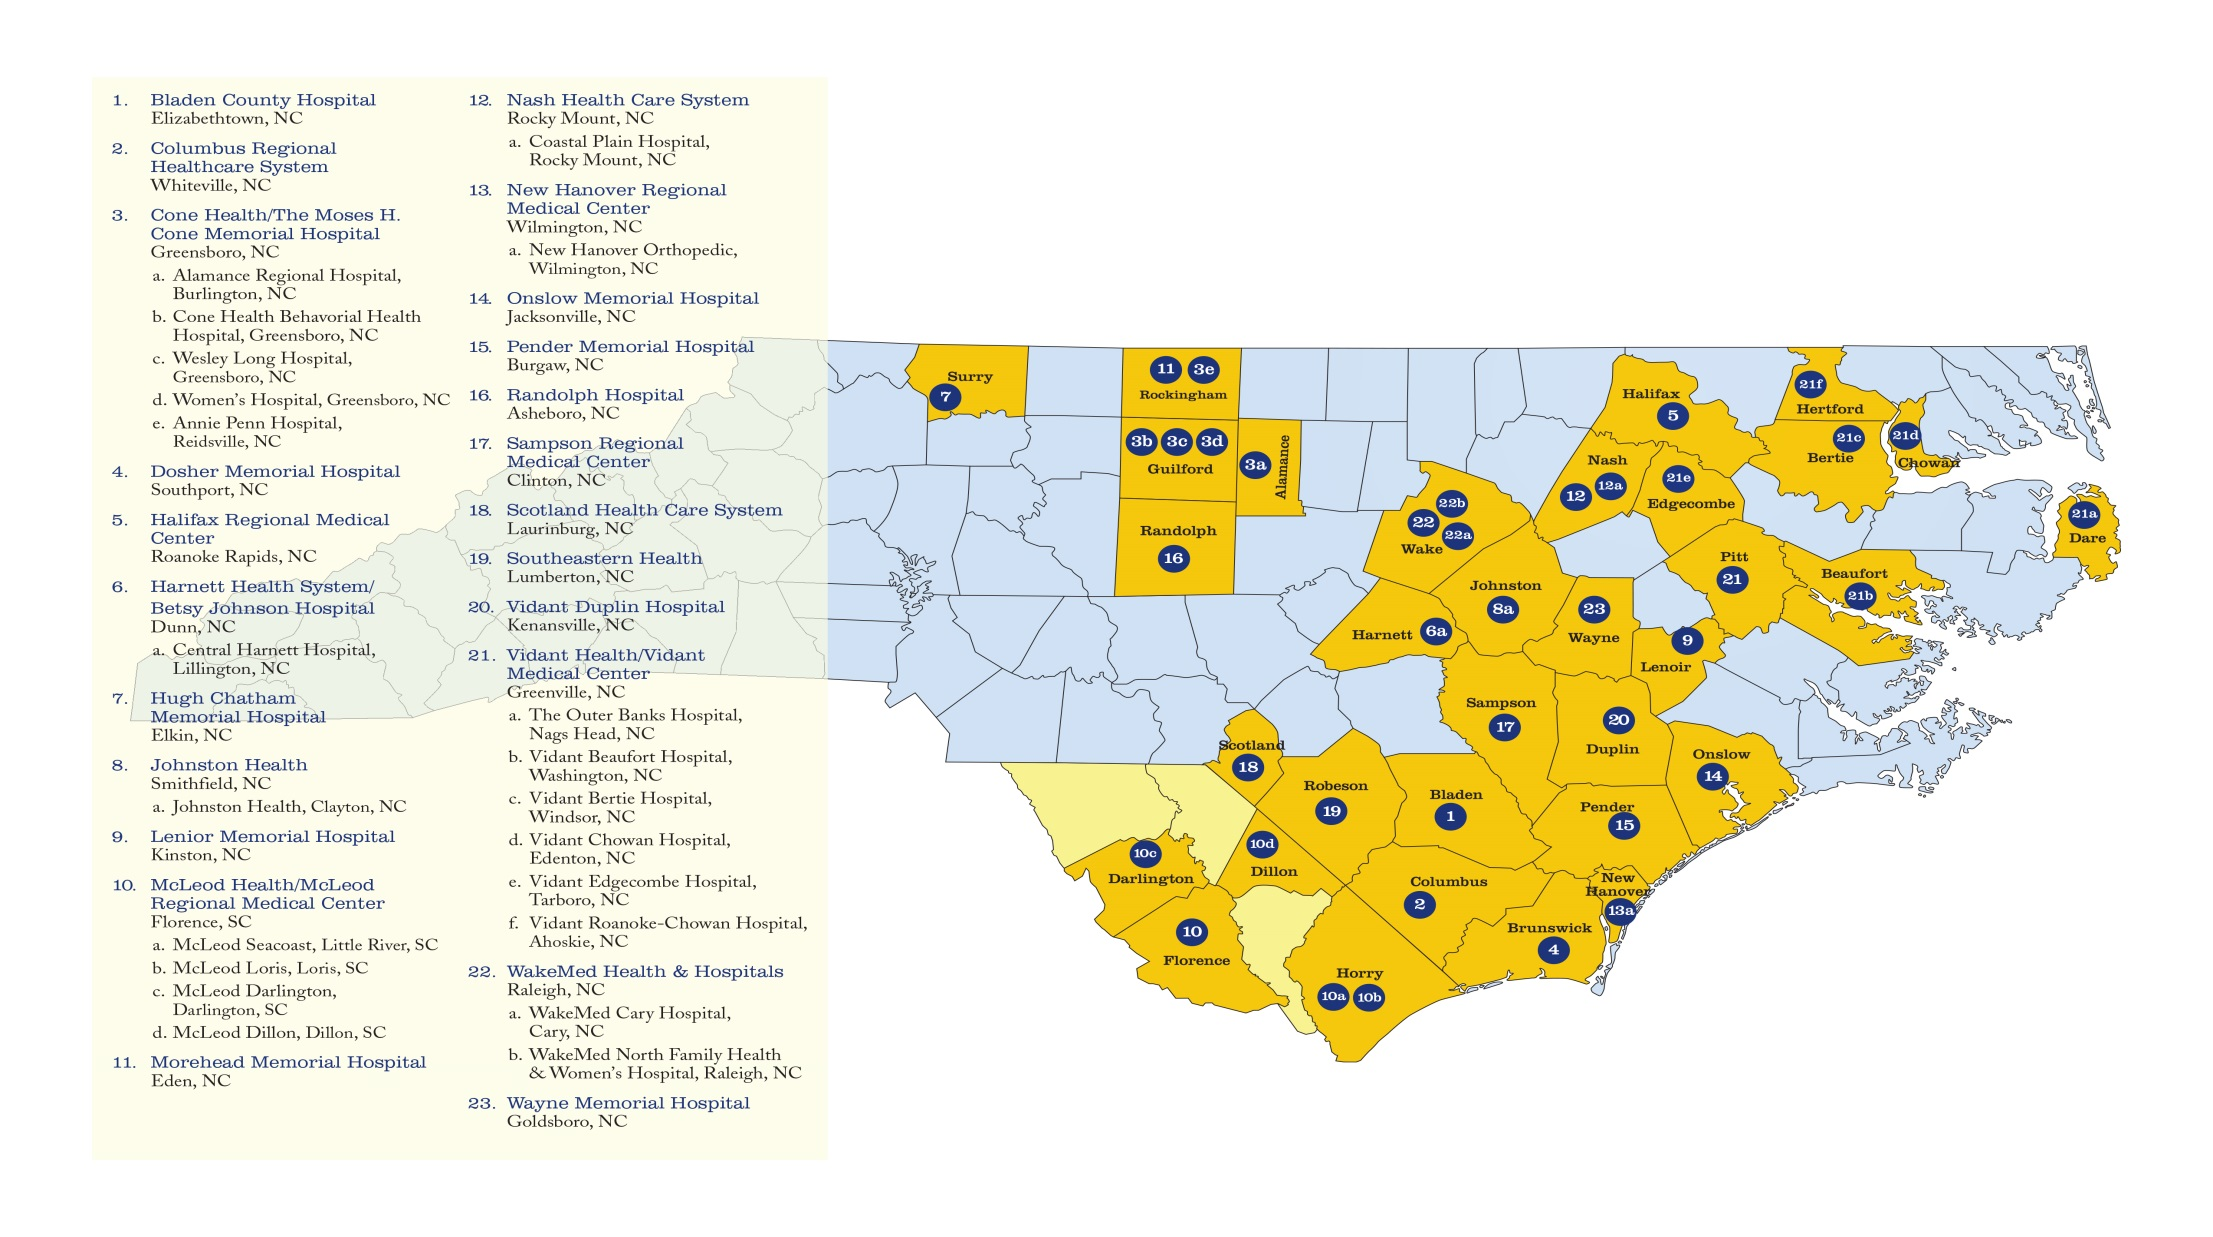 1. Bladen County Hospital
Elizabethtown, NC
2. Columbus Regional
Healthcare System
Whiteville, NC
3. Cone Health/The Moses H.
Cone Memorial Hospital
Greensboro, NC
a. Alamance Regional Hospital,
Burlington, NC
b. Cone Health Behavorial Health
Hospital, Greensboro, NC
c. Wesley Long Hospital,
Greensboro, NC
d. Women's Hospital, Greensboro, NC
e. Annie Penn Hospital,
Reidsville, NC
4. Dosher Memorial Hospital
Southport, NC
5. Halifax Regional Medical
Center
Roanoke Rapids, NC
6. Harnett Health System/
Betsy Johnson Hospital
Dunn, NC
a. Central Harnett Hospital,
Lillington, NC
7. Hugh Chatham
Memorial Hospital
Elkin, NC
8. Johnston Health
Smithfield, NC
a. Johnston Health, Clayton, NC
9. Lenior Memorial Hospital
Kinston, NC
10. McLeod Health/McLeod
Regional Medical Center
Florence, SC
a. McLeod Seacoast, Little River, SC
b. McLeod Loris, Loris, SC
c. McLeod Darlington,
Darlington, SC
d. McLeod Dillon, Dillon, SC
11. Morehead Memorial Hospital
Eden, NC
12. Nash Health Care System
Rocky Mount, NC
a. Coastal Plain Hospital,
Rocky Mount, NC
13. New Hanover Regional
Medical Center
Wilmington, NC
a. New Hanover Orthopedic,
Wilmington, NC
14. Onslow Memorial Hospital
Jacksonville, NC
15. Pender Memorial Hospital
Burgaw, NC
16. Randolph Hospital
Asheboro, NC
17. Sampson Regional
Medical Center
Clinton, NC
18. Scotland Health Care System
Laurinburg, NC
19. Southeastern Health
Lumberton, NC
20. Vidant Duplin Hospital
Kenansville, NC
21. Vidant Health/Vidant
Medical Center
Greenville, NC
a. The Outer Banks Hospital,
Nags Head, NC
b. Vidant Beaufort Hospital,
Washington, NC
c. Vidant Bertie Hospital,
Windsor, NC
d. Vidant Chowan Hospital,
Edenton, NC
e. Vidant Edgecombe Hospital,
Tarboro, NC
f. Vidant Roanoke-Chowan Hospital,
Ahoskie, NC
22. WakeMed Health & Hospitals
Raleigh, NC
a. WakeMed Cary Hospital,
Cary, NC
b. WakeMed North Family Health
& Women's Hospital, Raleigh, NC
23. Wayne Memorial Hospital
Goldsboro, NC
Surry
7
11 3e
Rockingham
3b 3c 3d
Guilford
3a
Alamance
Randolph
16
Halifax
5
21f
Hertford
21c
Bertie
21d
Chowan
Nash
12 12a
21e
Edgecombe
22b
22
22a
Wake
21a
Dare
Pitt
21
Beaufort
21b
Johnston
8a
23
Wayne
Harnett 6a
9
Lenoir
Sampson
17
20
Duplin
Onslow
14
Scotland
18
Robeson
19
Bladen
1
Pender
15
10c
Darlington
10d
Dillon
Columbus
2
New
Hanover
13a
Brunswick
4
10
Florence
Horry
10a 10b